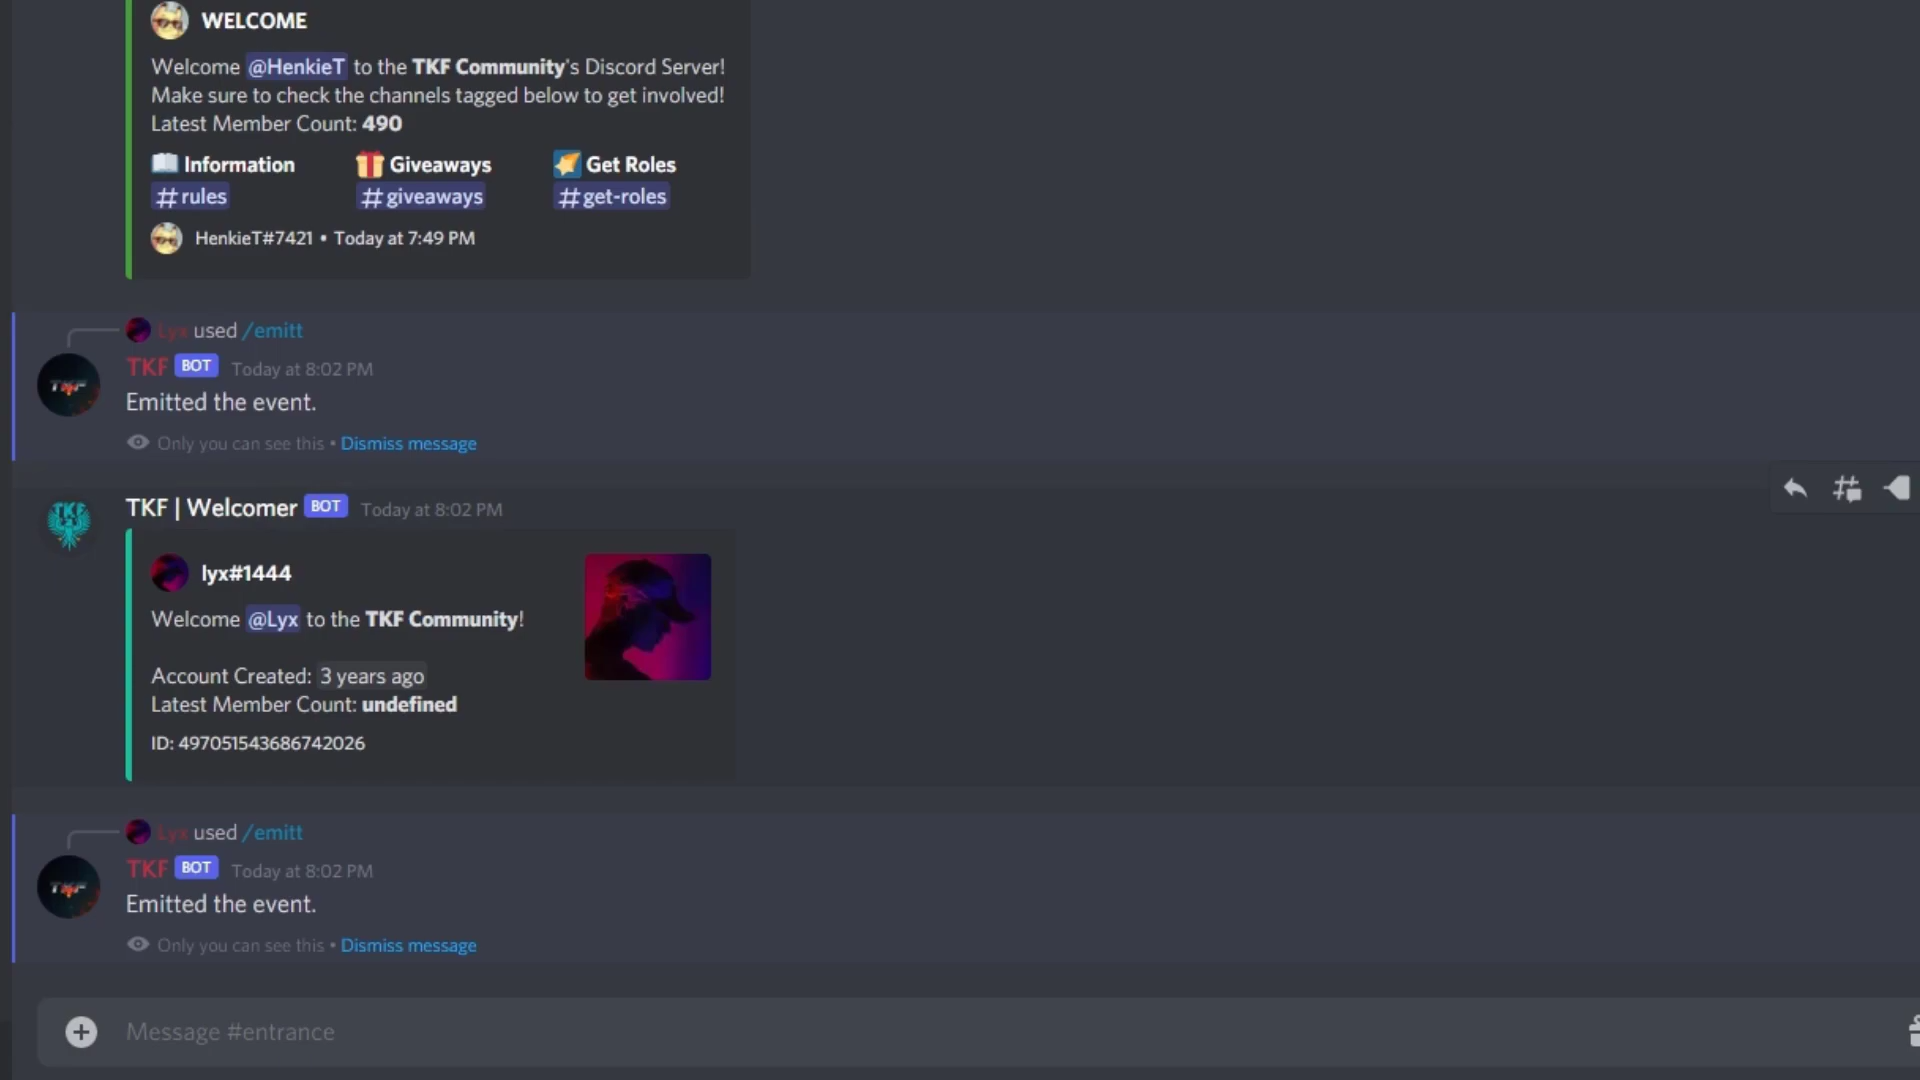 WELCOME
Welcome @HenkieT to the TKF Community's Discord Server!
Make sure to check the channels tagged below to get involved!
Latest Member Count: 490
Information Giveaways Get Roles
#rules #giveaways #get-roles
HenkieT#7421 • Today at 7:49 PM
Lyx used /emitt
TKF BOT Today at 8:02 PM
TKF
Emitted the event.
Only you can see this • Dismiss message
TKF | Welcomer BOT Today at 8:02 PM
TKF
lyx#1444
Welcome @Lyx to the TKF Community!
Account Created: 3 years ago
Latest Member Count: undefined
ID: 497051543686742026
Lyx used /emitt
TKF BOT Today at 8:02 PM
TKF
Emitted the event.
Only you can see this • Dismiss message
Message #entrance